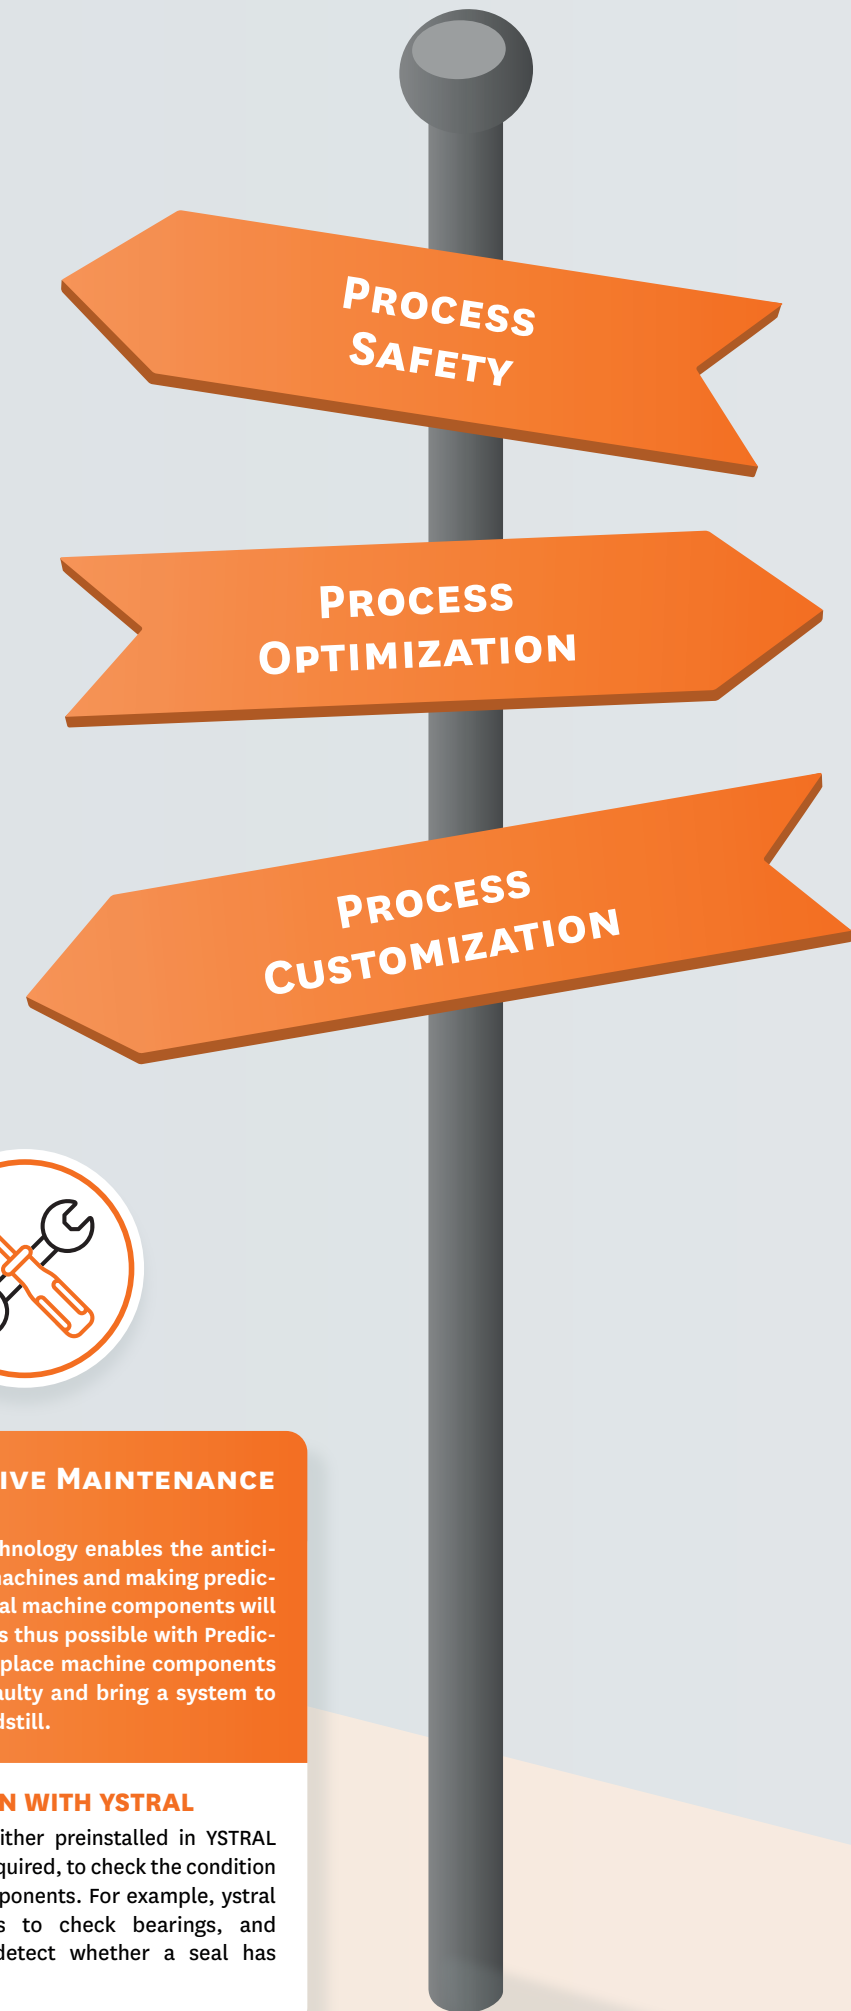 PROCESS
SAFETY
PROCESS
OPTIMIZATION
PROCESS
CUSTOMIZATION
IVE MAINTENANCE
hnology enables the antici-
machines and making predic-
al machine components will
s thus possible with Predic-
place machine components
aulty and bring a system to
dstill.
N WITH YSTRAL
ither preinstalled in YSTRAL
quired, to check the condition
ponents. For example, ystral
s to check bearings, and
detect whether a seal has